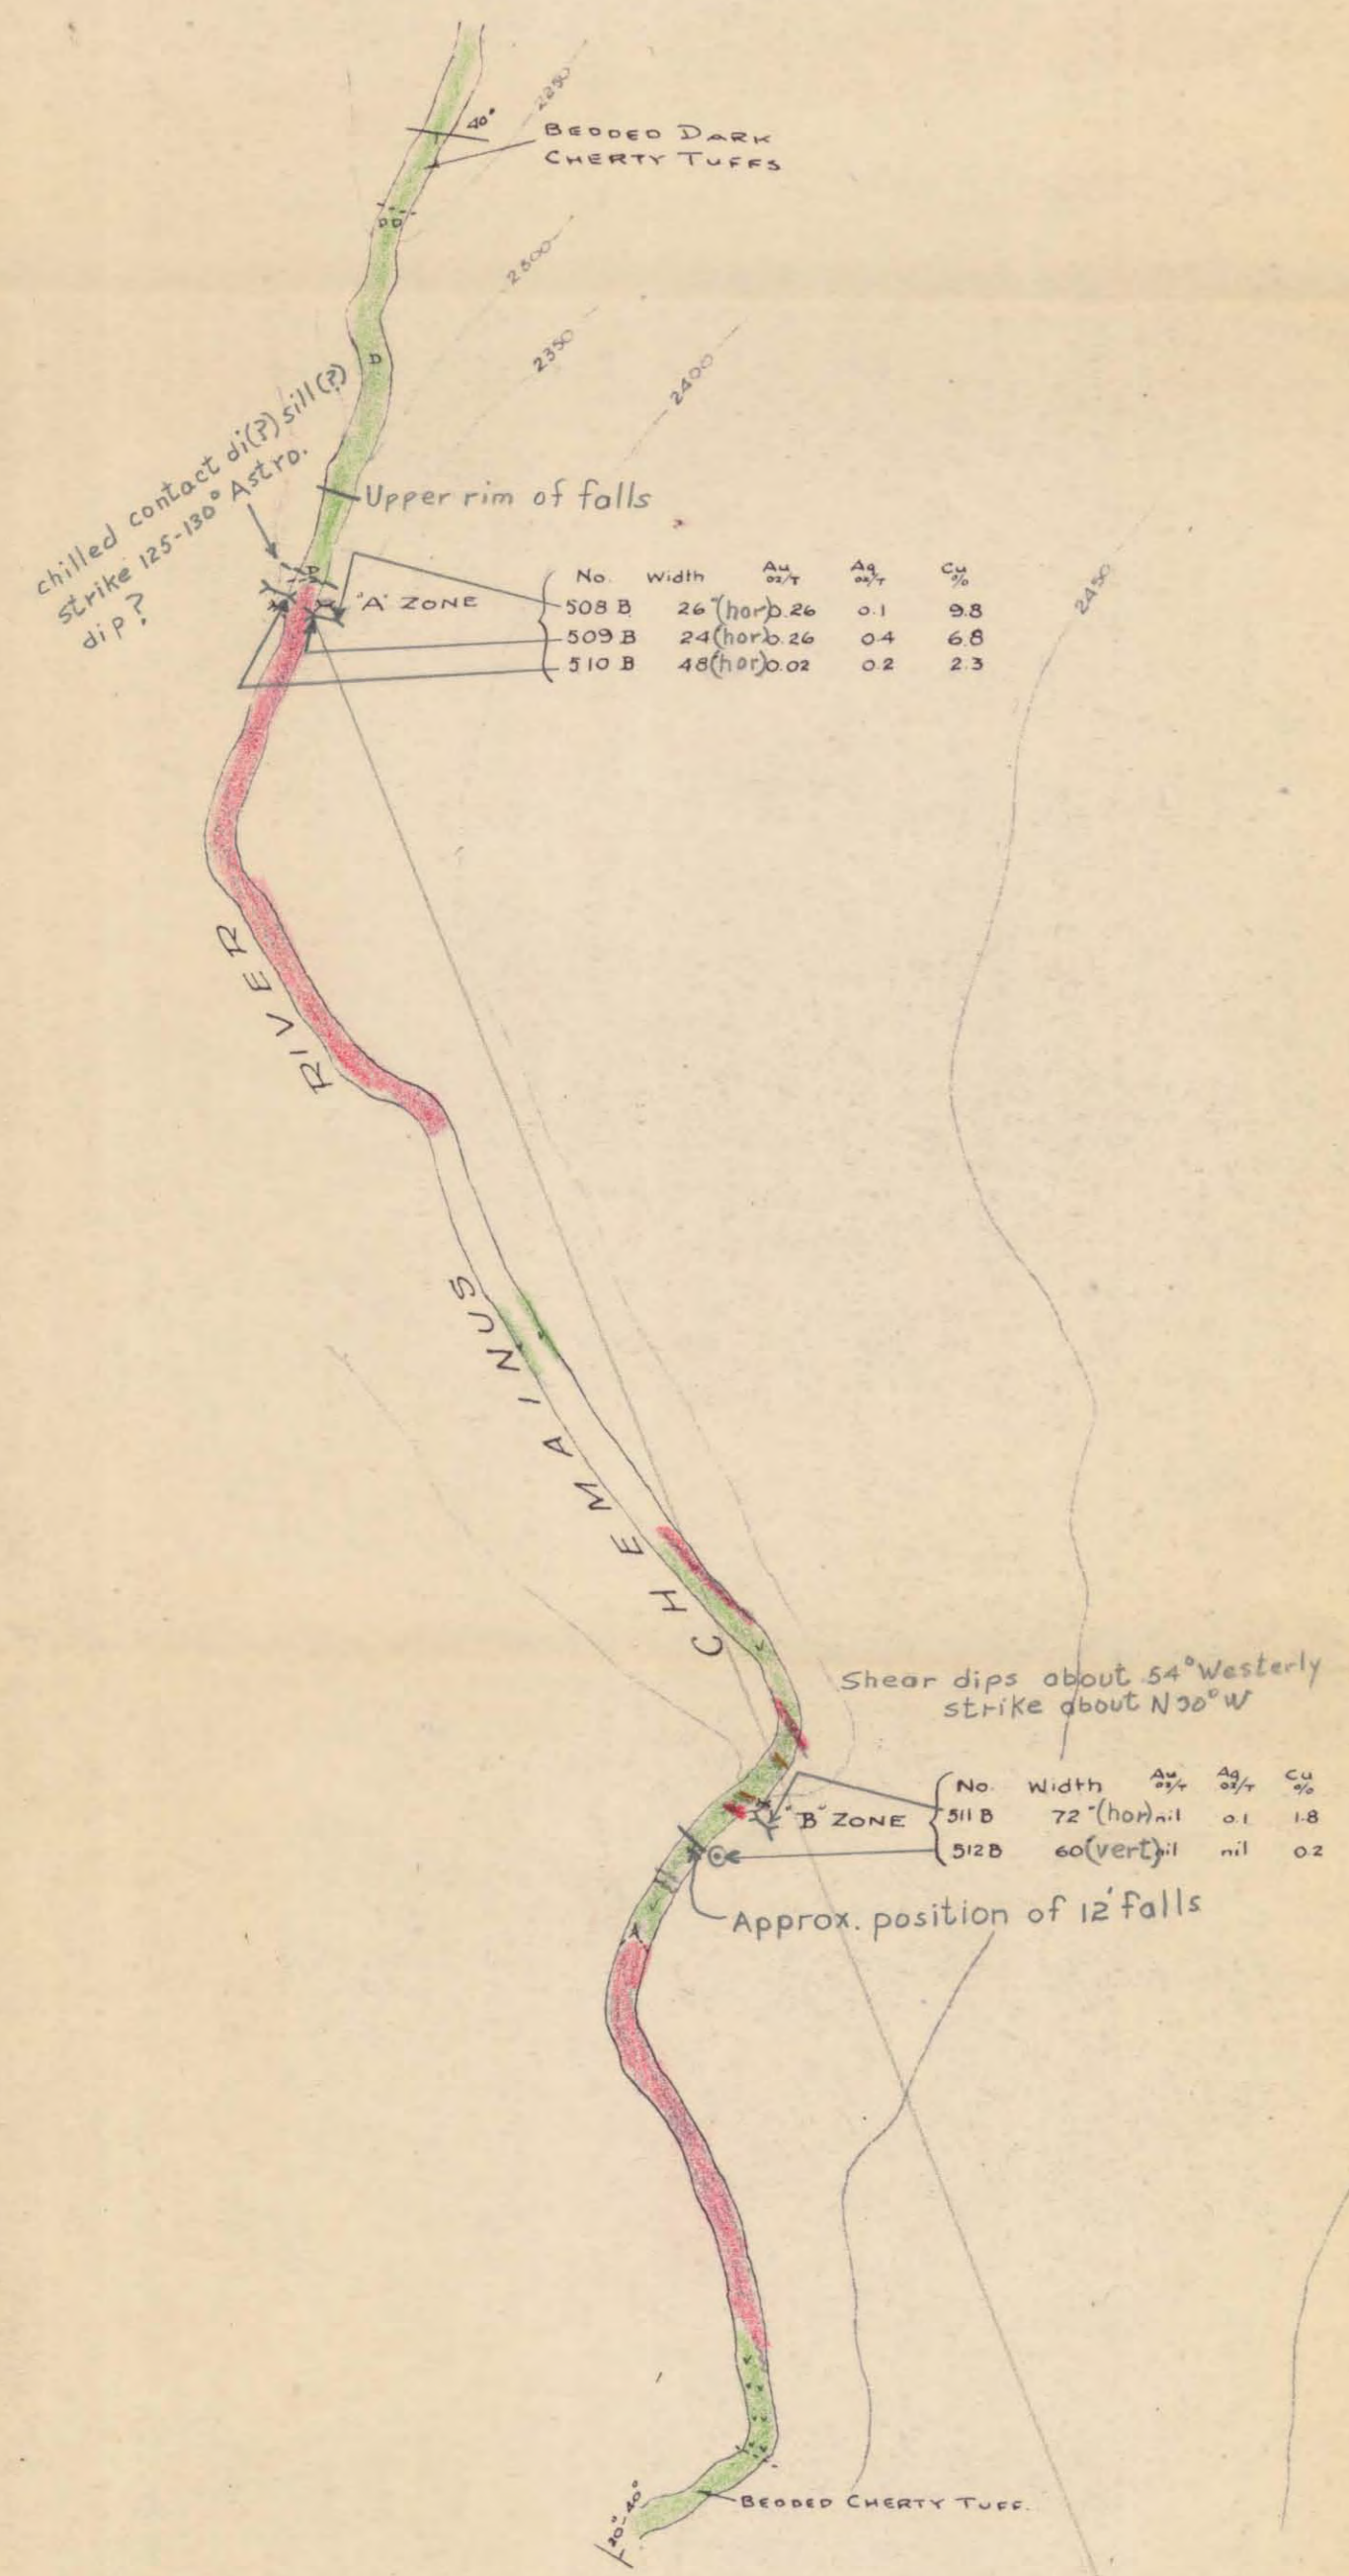 2250
40°
BEDDED DARK
CHERTY TUFFS
D D
2300
2350
2400
D
chilled contact di(?) sill(?)
strike 125-130° Astro.
dip ?
Upper rim of falls
D
"A" ZONE
No. Width Au oz/T Ag oz/T Cu %
508 B 26"(hor) 0.26 0.1 9.8
509 B 24(hor) 0.26 0.4 6.8
510 B 48(hor) 0.02 0.2 2.3
2450
RIVER
CHEMAINUS
Shear dips about 54° Westerly
strike about N W
"B" ZONE
No. Width Au oz/T Ag oz/T Cu %
511 B 72"(hor) nil 0.1 1.8
512 B 60(vert) nil nil 0.2
Approx. position of 12' falls
BEDDED CHERTY TUFF.
20°-40°